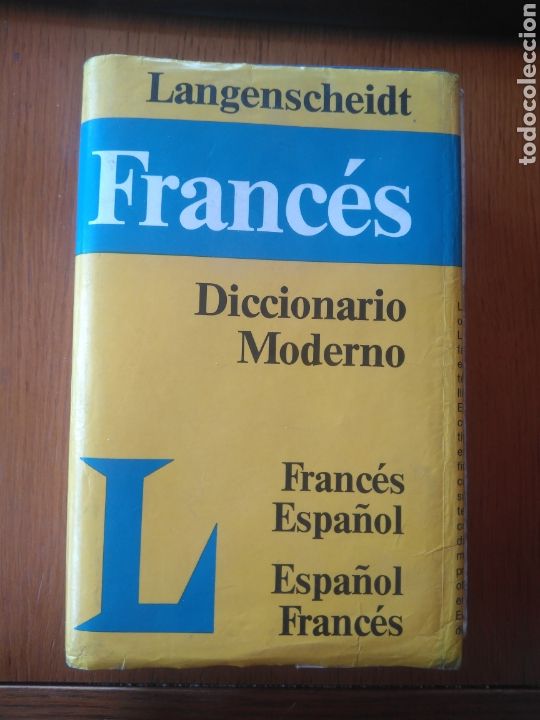 Langenscheidt
Francés
Diccionario
Moderno
L
Francés
Español
Español
Francés
todocoleccion